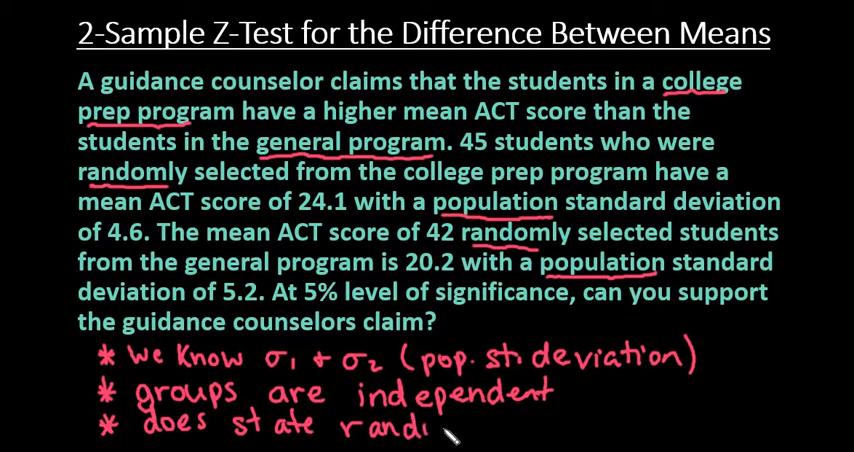 2-Sample Z-Test for the Difference Between Means
A guidance counselor claims that the students in a college
prep program have a higher mean ACT score than the
students in the general program. 45 students who were
randomly selected from the college prep program have a
mean ACT score of 24.1 with a population standard deviation
of 4.6. The mean ACT score of 42 randomly selected students
from the general program is 20.2 with a population standard
deviation of 5.2. At 5% level of significance, can you support
the guidance counselors claim?
* we know σ₁ + σ₂ (pop. st. deviation)
* groups are independent
* does state rand